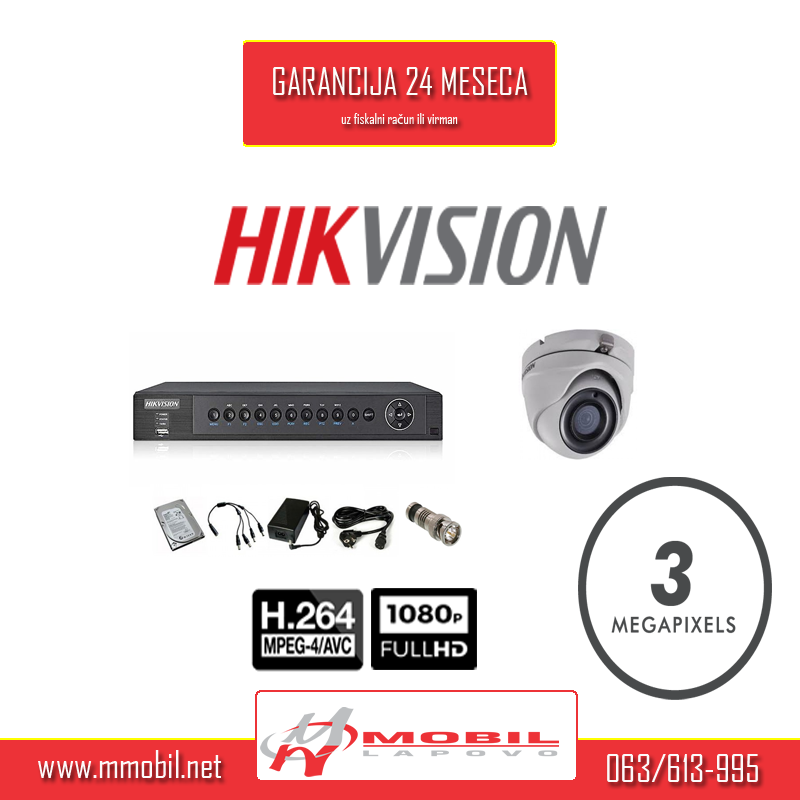 GARANCIJA 24 MESECA
uz fiskalni račun ili virman
HIKVISION
HIKVISION
3
MEGAPIXELS
H.264
MPEG-4/AVC
1080P
FULLHD
MOBIL
LAPOVO
www.mmobil.net
063/613-995